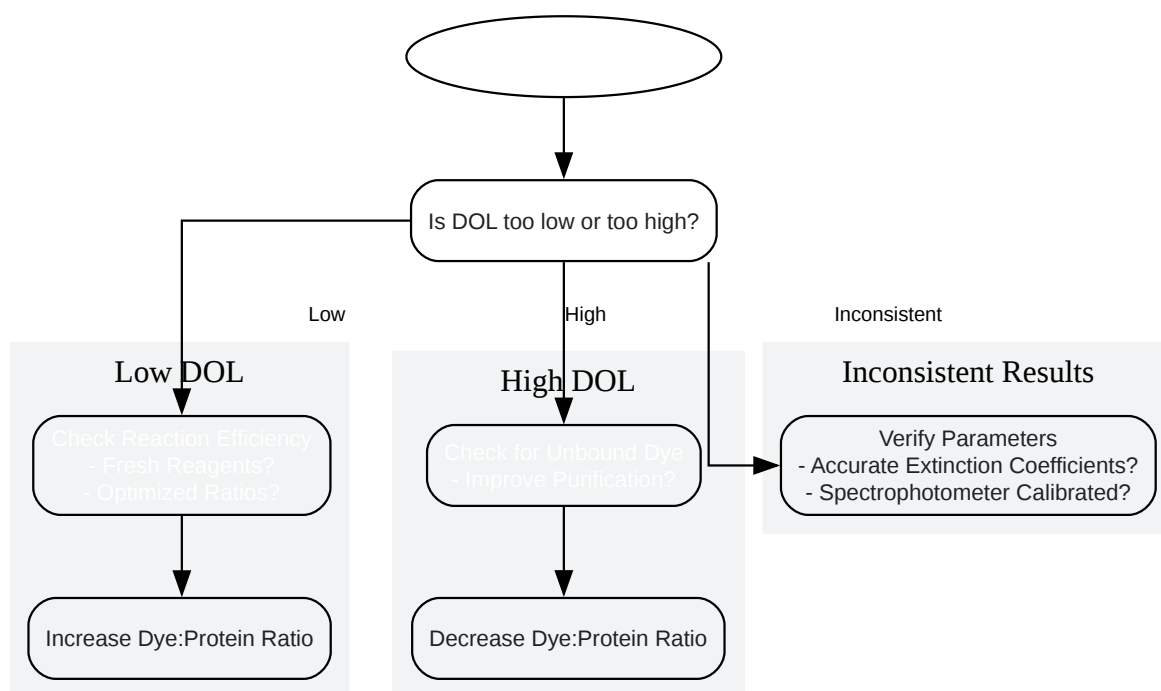 Is DOL too low or too high?
Low
High
Inconsistent
Low DOL
Check Reaction Efficiency
- Fresh Reagents?
- Optimized Ratios?
Increase Dye:Protein Ratio
High DOL
Check for Unbound Dye
- Improve Purification?
Decrease Dye:Protein Ratio
Inconsistent Results
Verify Parameters
- Accurate Extinction Coefficients?
- Spectrophotometer Calibrated?